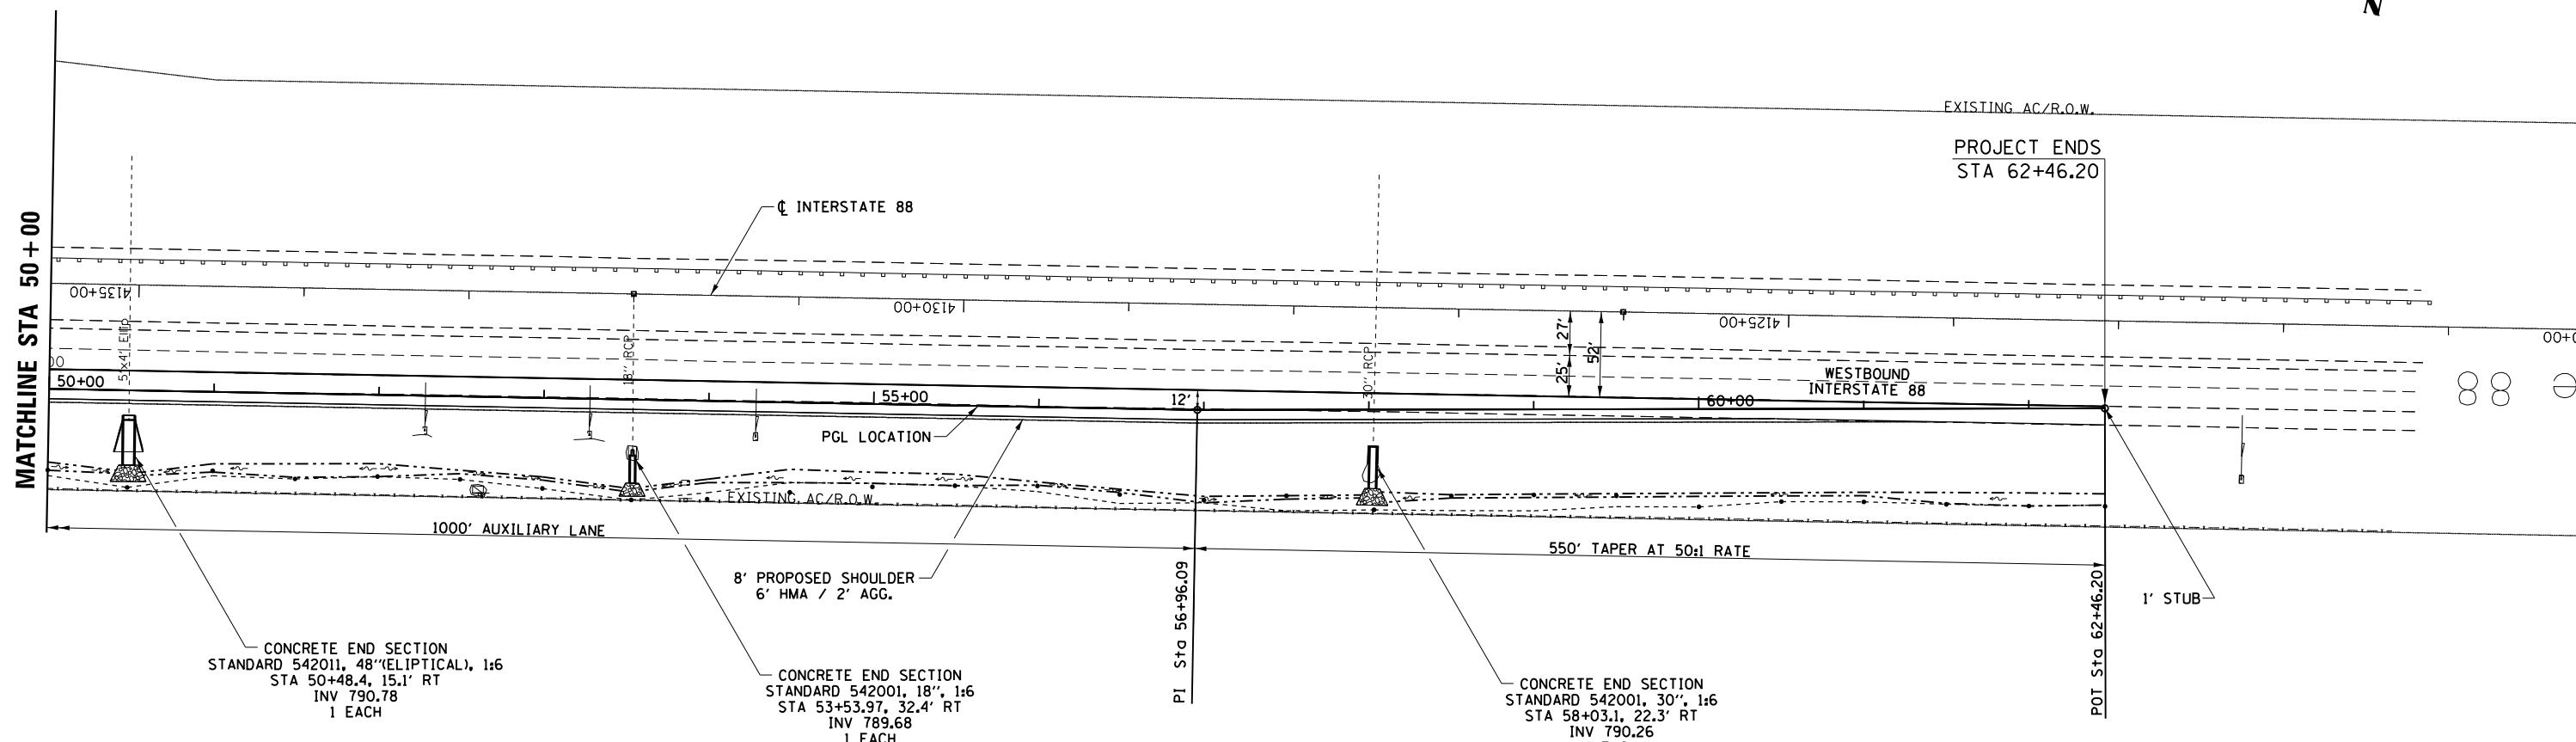 N
EXISTING AC/R.O.W.
PROJECT ENDS
STA 62+46.20
MATCHLINE STA 50+00
℄ INTERSTATE 88
4135+00
4130+00
4125+00
5'x4' ELIP
18" RCP
30" RCP
27'
25'
52'
00
50+00
55+00
12'
60+00
WESTBOUND
INTERSTATE 88
PGL LOCATION
EXISTING AC/R.O.W.
1000' AUXILIARY LANE
550' TAPER AT 50:1 RATE
8' PROPOSED SHOULDER
6' HMA / 2' AGG.
PI Sta 56+96.09
POT Sta 62+46.20
1' STUB
CONCRETE END SECTION
STANDARD 542011, 48''(ELIPTICAL), 1:6
STA 50+48.4, 15.1' RT
INV 790.78
1 EACH
CONCRETE END SECTION
STANDARD 542001, 18'', 1:6
STA 53+53.97, 32.4' RT
INV 789.68
1 EACH
CONCRETE END SECTION
STANDARD 542001, 30'', 1:6
STA 58+03.1, 22.3' RT
INV 790.26